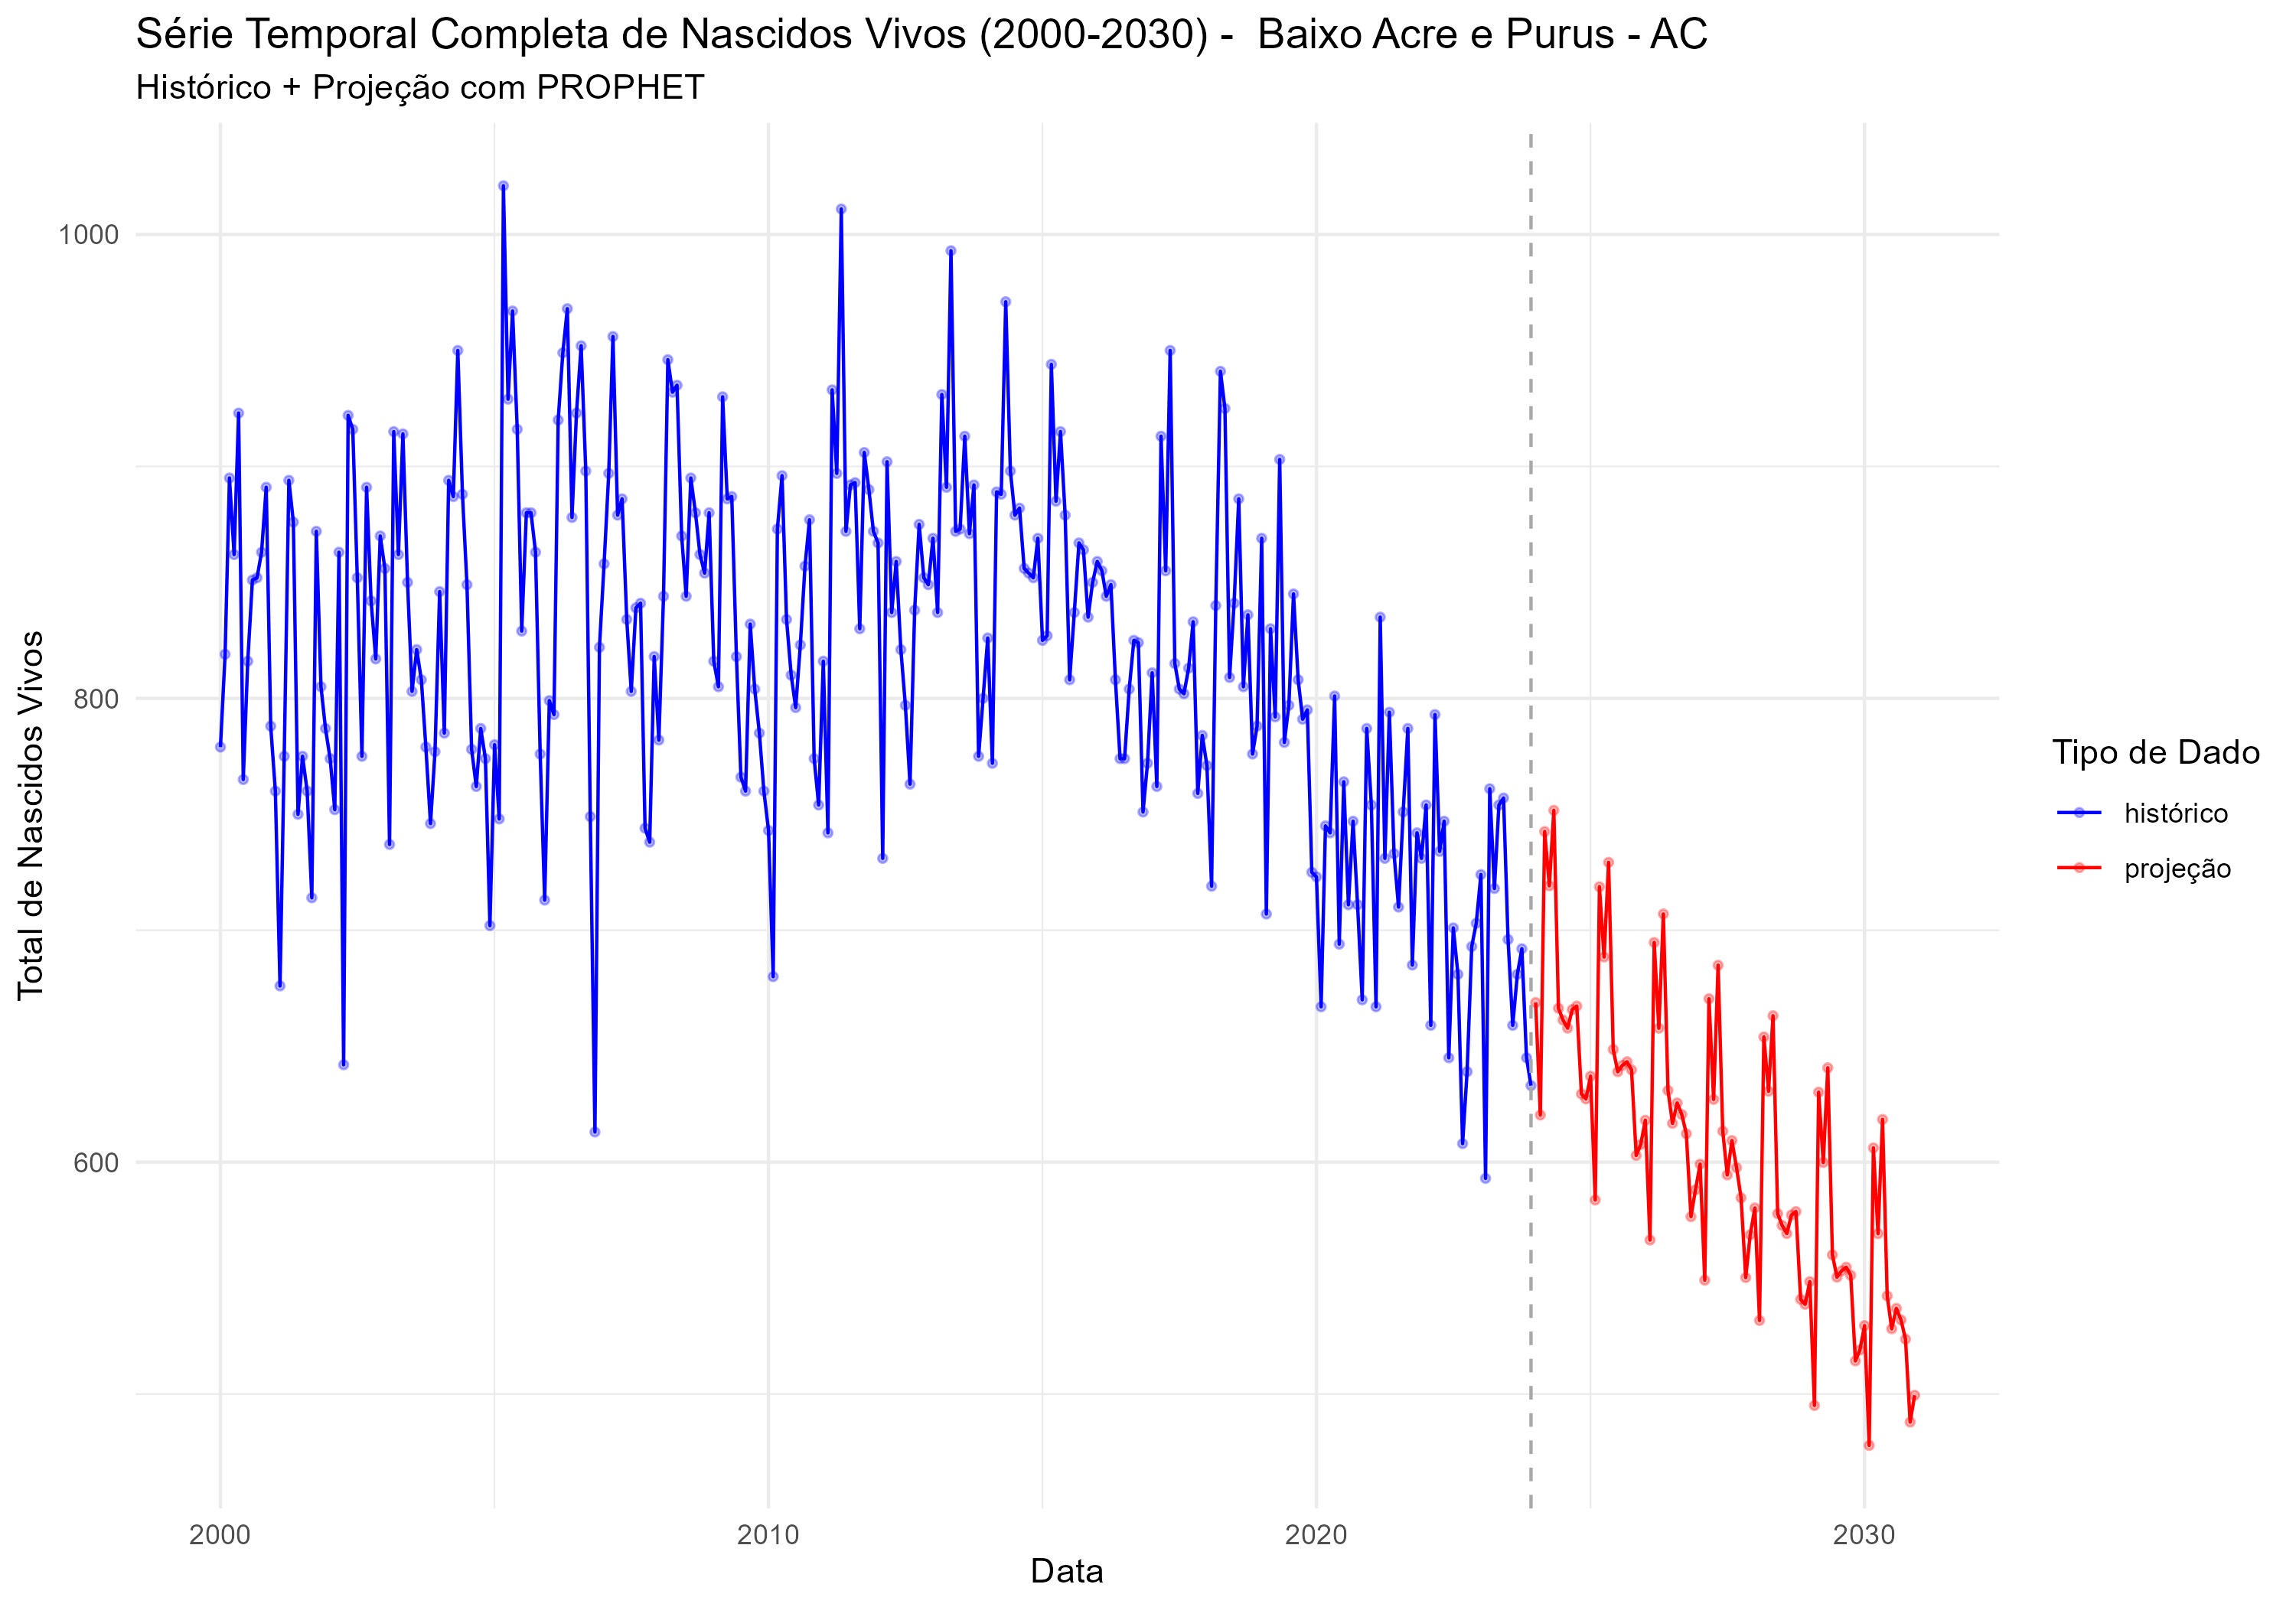 Série Temporal Completa de Nascidos Vivos (2000-2030) -  Baixo Acre e Purus - AC
Histórico + Projeção com PROPHET
Total de Nascidos Vivos
1000
800
600
2000
2010
2020
2030
Data
Tipo de Dado
histórico
projeção